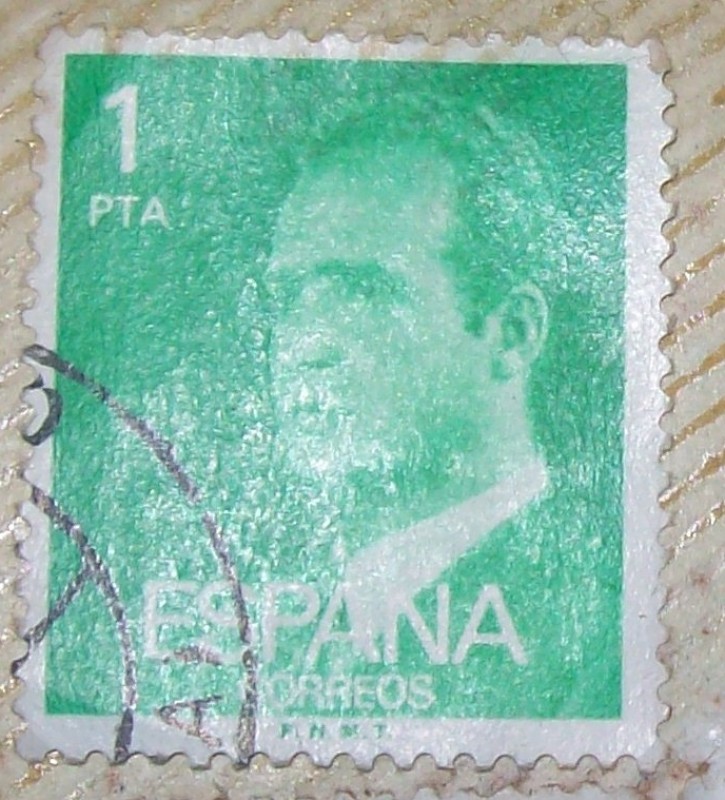 1
PTA
ESPAÑA
CORREOS
F. N. M. T.